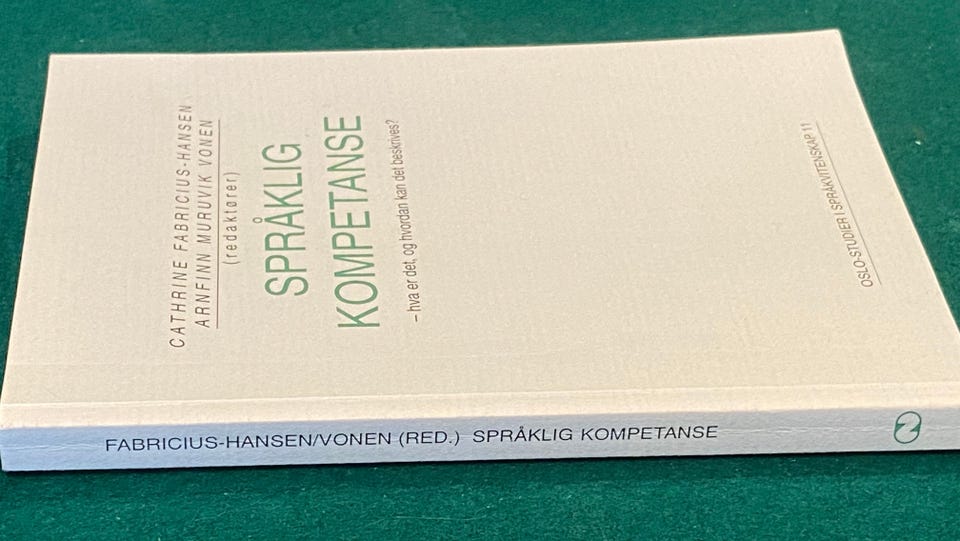 CATHRINE FABRICIUS-HANSEN
ARNFINN MURUVIK VONEN
(redaktører)
SPRÅKLIG
KOMPETANSE
– hva er det, og hvordan kan det beskrives?
OSLO-STUDIER I SPRÅKVITENSKAP 11
FABRICIUS-HANSEN/VONEN (RED.) SPRÅKLIG KOMPETANSE